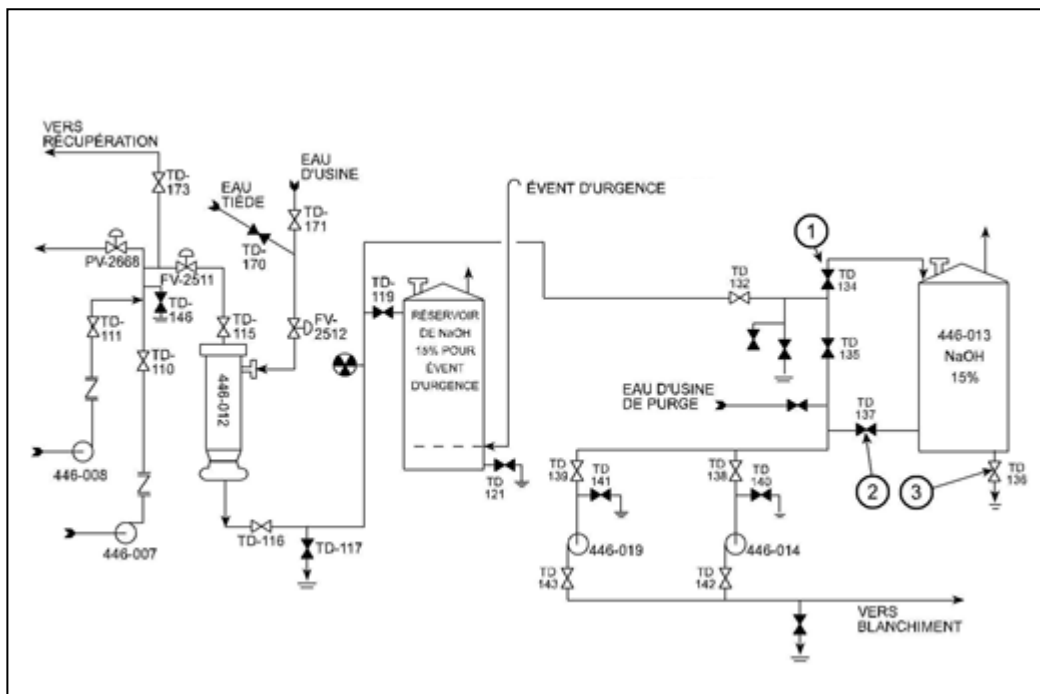 VERS
RÉCUPÉRATION
TD-
173
EAU
D'USINE
EAU
TIÈDE
TD-
171
TD-
170
ÉVENT D'URGENCE
PV-2668
FV-2511
TD-
146
TD-
111
TD-
110
TD-
115
FV-
2512
TD-119
RÉSERVOIR
DE NaOH
15% POUR
ÉVENT
D'URGENCE
446-012
446-008
446-007
TD-116
TD-117
TD
121
1
TD
132
TD
134
TD
135
446-013
NaOH
15%
EAU D'USINE
DE PURGE
TD
137
2
3
TD
136
TD
139
TD
141
TD
138
TD
140
446-019
446-014
TD
143
TD
142
VERS
BLANCHIMENT